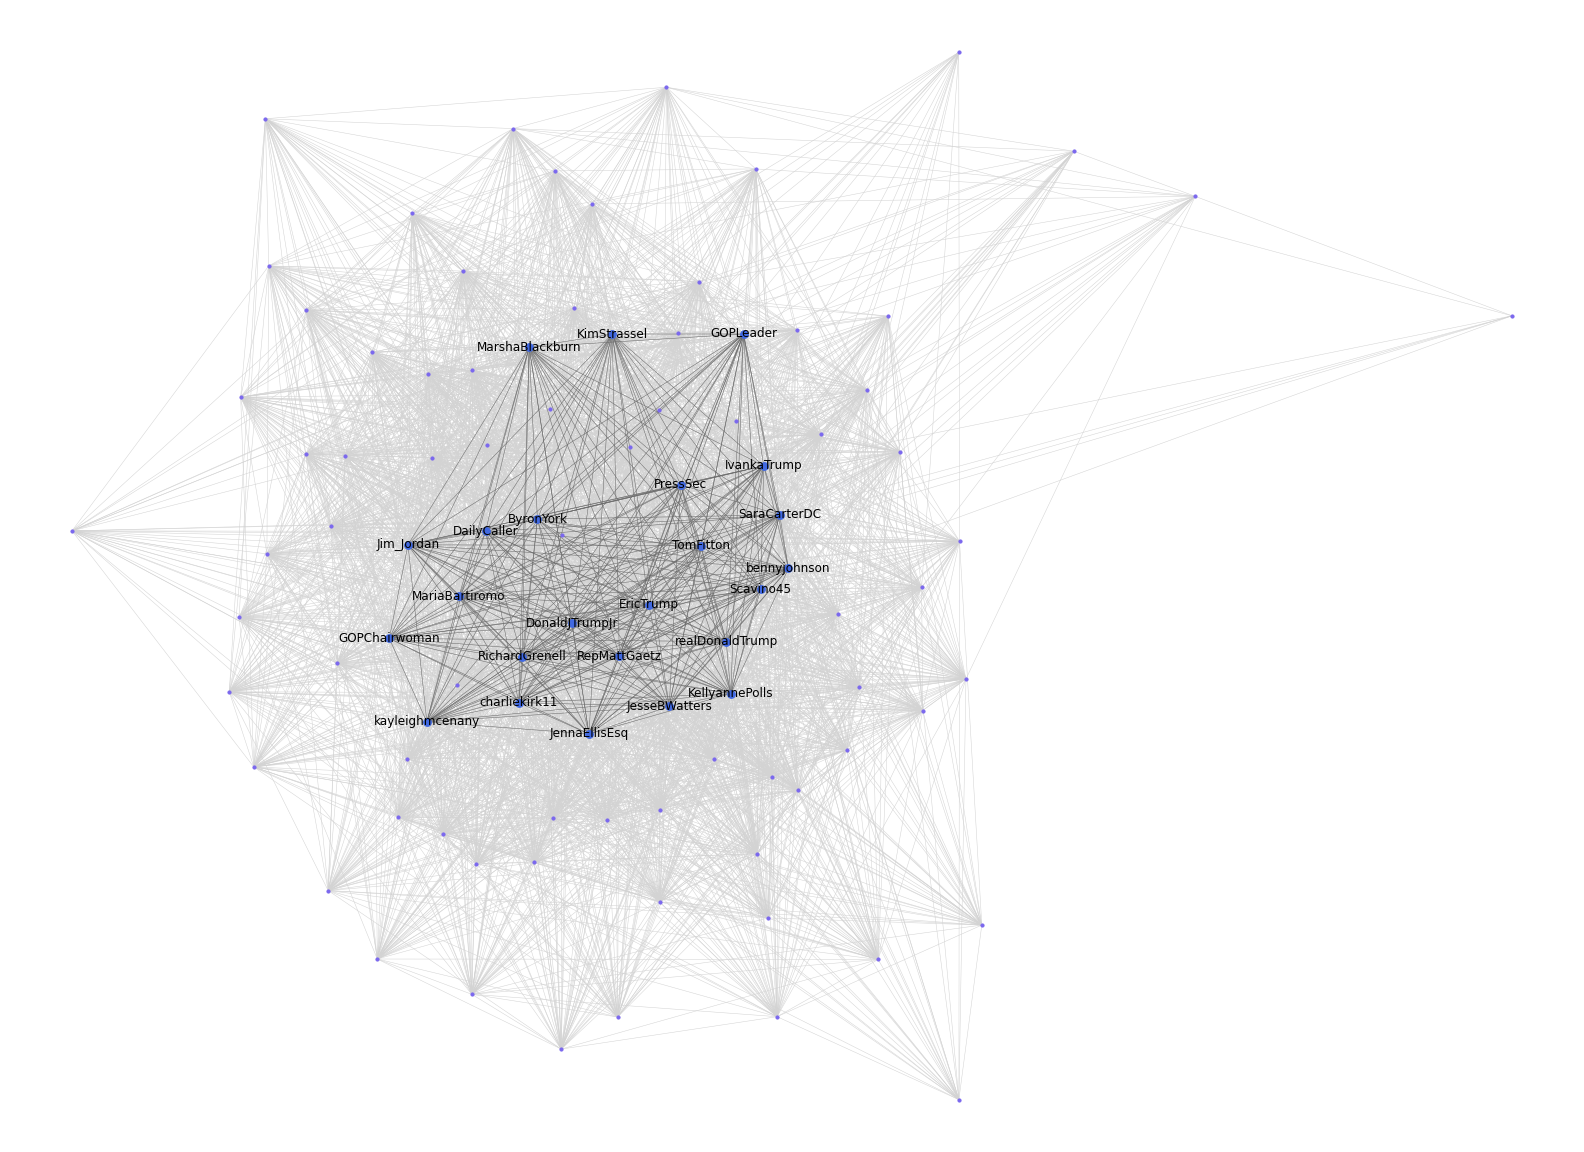 KimStrassel
GOPLeader
MarshaBlackburn
IvankaTrump
PressSec
SaraCarterDC
ByronYork
DailyCaller
Jim_Jordan
TomFitton
bennyjohnson
Scavino45
MariaBartiromo
EricTrump
DonaldJTrumpJr
GOPChairwoman
realDonaldTrump
RichardGrenell
RepMattGaetz
KellyannePolls
charliekirk11
JesseBWatters
kayleighmcenany
JennaEllisEsq